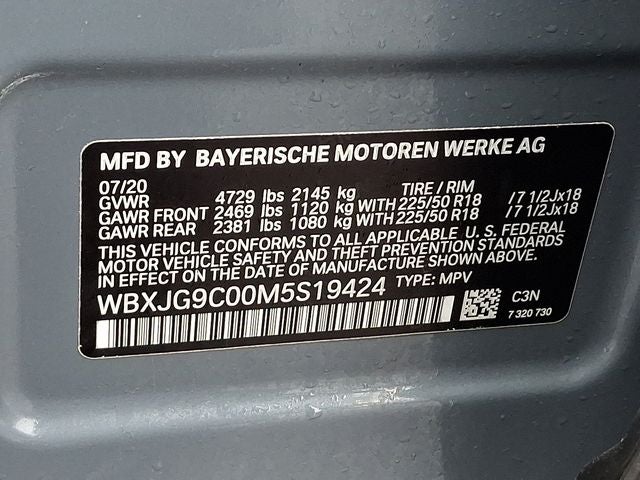 MFD BY BAYERISCHE MOTOREN WERKE AG
07/20 TIRE / RIM
GVWR 4729 lbs 2145 kg
GAWR FRONT 2469 lbs 1120 kg WITH 225/50 R18 /7 1/2Jx18
GAWR REAR 2381 lbs 1080 kg WITH 225/50 R18 /7 1/2Jx18
THIS VEHICLE CONFORMS TO ALL APPLICABLE U. S. FEDERAL
MOTOR VEHICLE SAFETY AND THEFT PREVENTION STANDARDS
IN EFFECT ON THE DATE OF MANUFACTURE SHOWN ABOVE.
WBXJG9C00M5S19424 TYPE: MPV
C3N
7 320 730